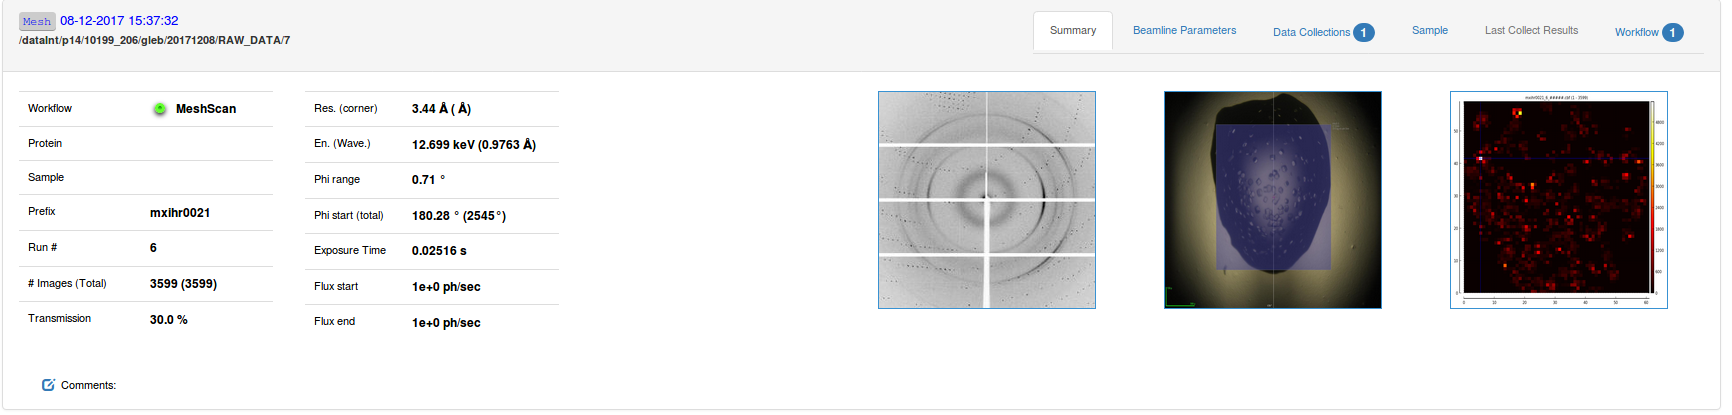 Mesh 08-12-2017 15:37:32
/dataInt/p14/10199_206/gleb/20171208/RAW_DATA/7
Summary Beamline Parameters Data Collections 1 Sample Last Collect Results Workflow 1
Workflow MeshScan
Protein
Sample
Prefix mxihr0021
Run # 6
# Images (Total) 3599 (3599)
Transmission 30.0 %
Res. (corner) 3.44 Å ( Å)
En. (Wave.) 12.699 keV (0.9763 Å)
Phi range 0.71 °
Phi start (total) 180.28 ° (2545°)
Exposure Time 0.02516 s
Flux start 1e+0 ph/sec
Flux end 1e+0 ph/sec
Comments: